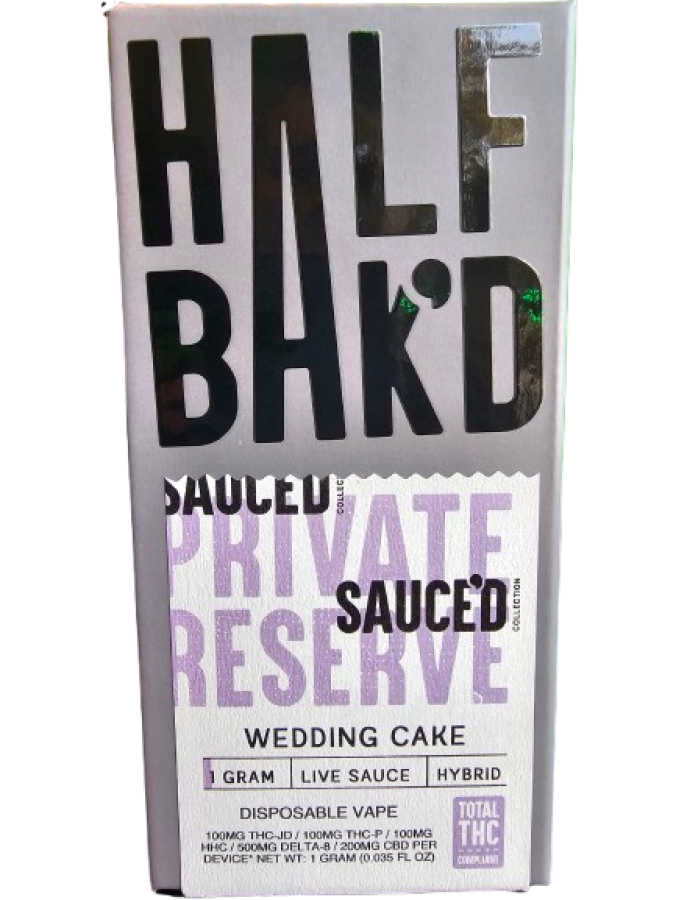 HALF
BAK'D
SAUCED
PRIVATE
SAUCE'D COLLECTION
RESERVE
WEDDING CAKE
1 GRAM LIVE SAUCE HYBRID
DISPOSABLE VAPE
100MG THC-JD / 100MG THC-P / 100MG
HHC / 500MG DELTA-8 / 200MG CBD PER
DEVICE* NET WT: 1 GRAM (0.035 FL OZ)
TOTAL
THC
COMPLIANT